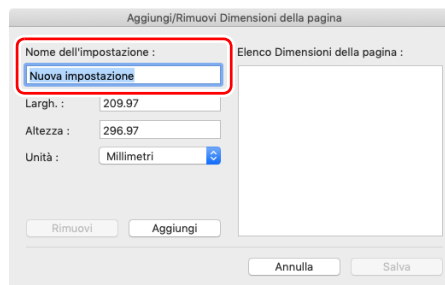 Aggiungi/Rimuovi Dimensioni della pagina
Nome dell'impostazione :
Nuova impostazione
Largh. : 209.97
Altezza : 296.97
Unità : Millimetri
Rimuovi Aggiungi
Elenco Dimensioni della pagina :
Annulla Salva